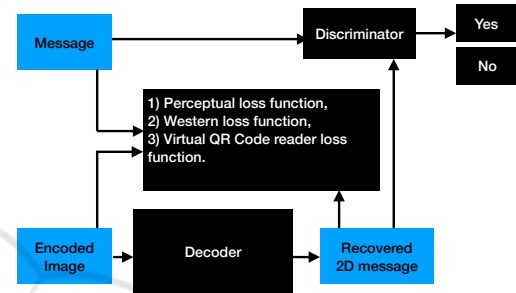 Message
Discriminator
Yes
No
1) Perceptual loss function,
2) Western loss function,
3) Virtual QR Code reader loss
function.
Encoded
Image
Decoder
Recovered
2D message